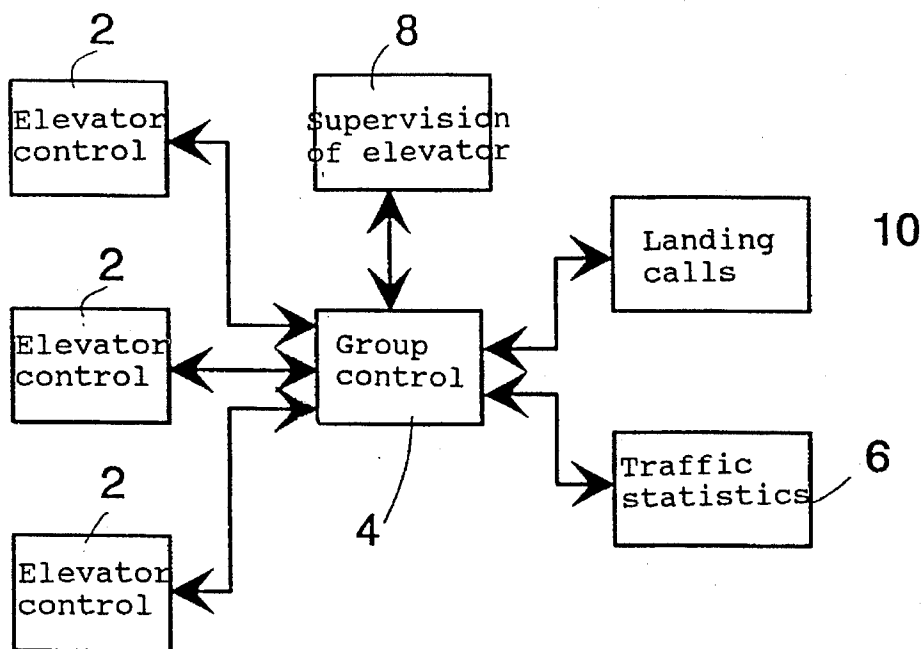 2
Elevator
control
8
Supervision
of elevator
Landing
calls
10
2
Elevator
control
Group
control
4
Traffic
statistics
6
2
Elevator
control